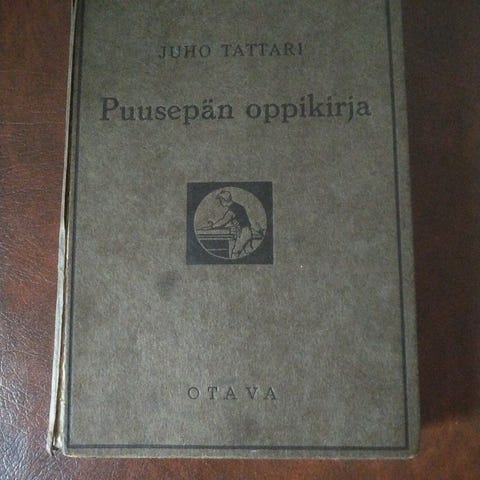 JUHO TATTARI
Puusepän oppikirja
OTAVA